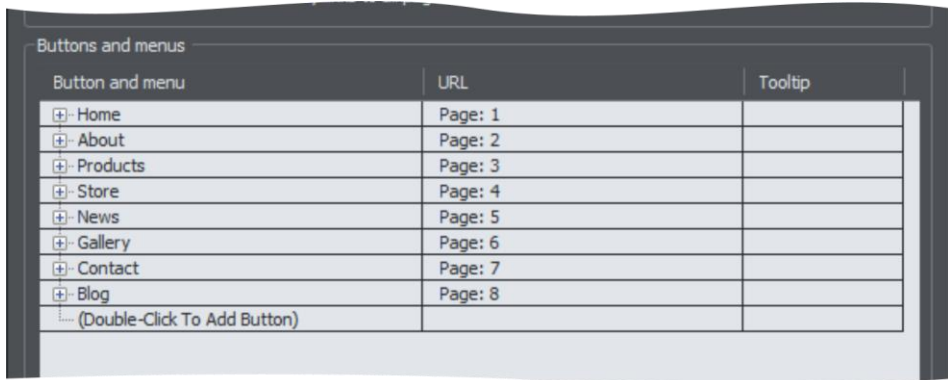 Buttons and menus
Button and menu URL Tooltip
Home Page: 1
About Page: 2
Products Page: 3
Store Page: 4
News Page: 5
Gallery Page: 6
Contact Page: 7
Blog Page: 8
(Double-Click To Add Button)